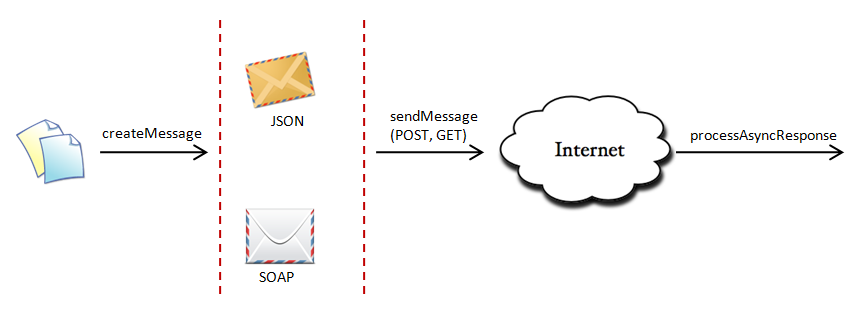 createMessage
JSON
SOAP
sendMessage
(POST, GET)
Internet
processAsyncResponse